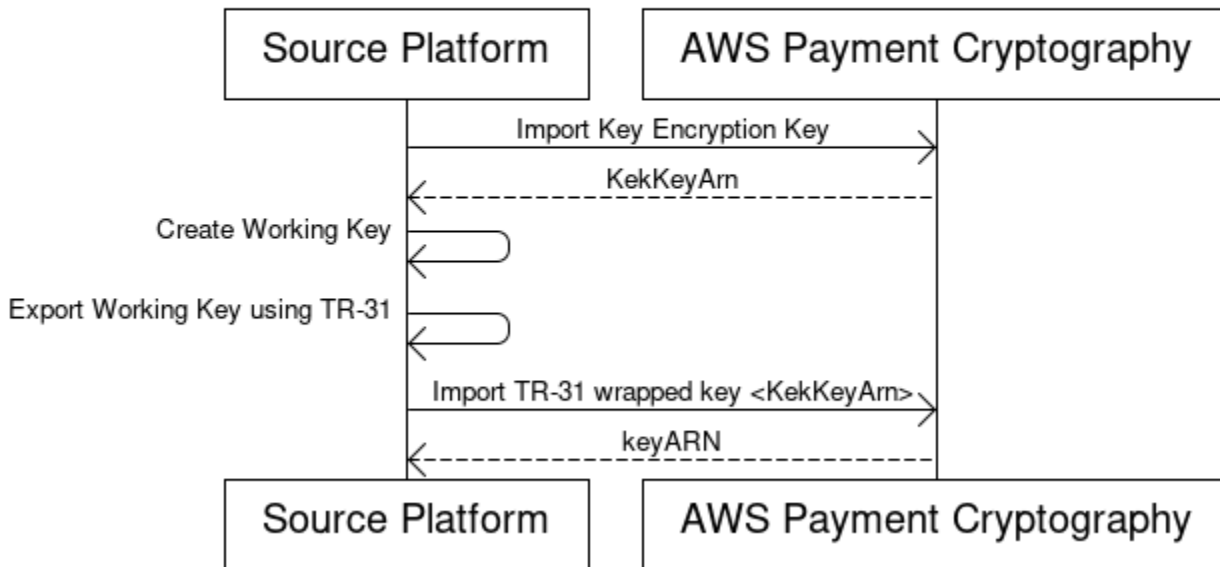 Source Platform
AWS Payment Cryptography
Import Key Encryption Key
KekKeyArn
Create Working Key
Export Working Key using TR-31
Import TR-31 wrapped key <KekKeyArn>
keyARN
Source Platform
AWS Payment Cryptography